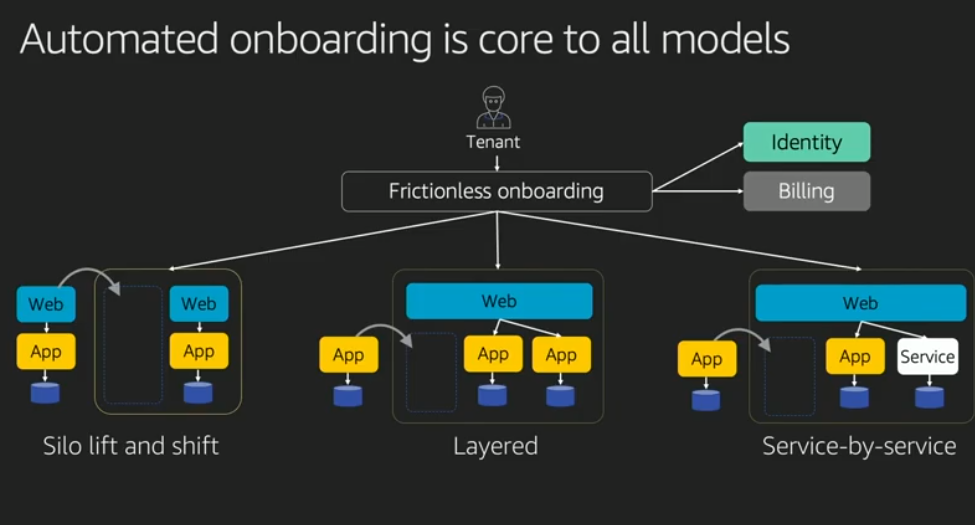 Automated onboarding is core to all models
Tenant
Frictionless onboarding
Identity
Billing
Web
App
Web
App
Silo lift and shift
Web
App
App
App
Layered
Web
App
App
Service
Service-by-service